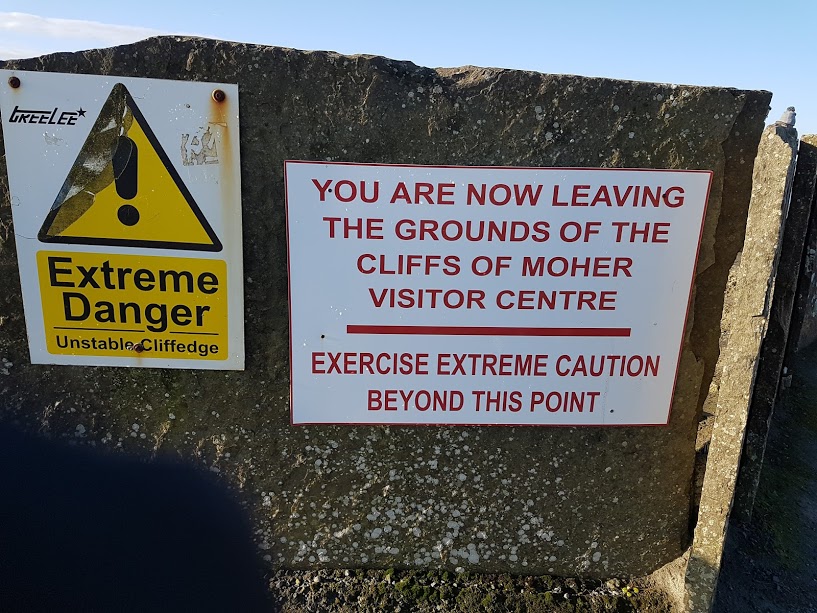 Extreme
Danger
Unstable Cliffedge
YOU ARE NOW LEAVING
THE GROUNDS OF THE
CLIFFS OF MOHER
VISITOR CENTRE
EXERCISE EXTREME CAUTION
BEYOND THIS POINT